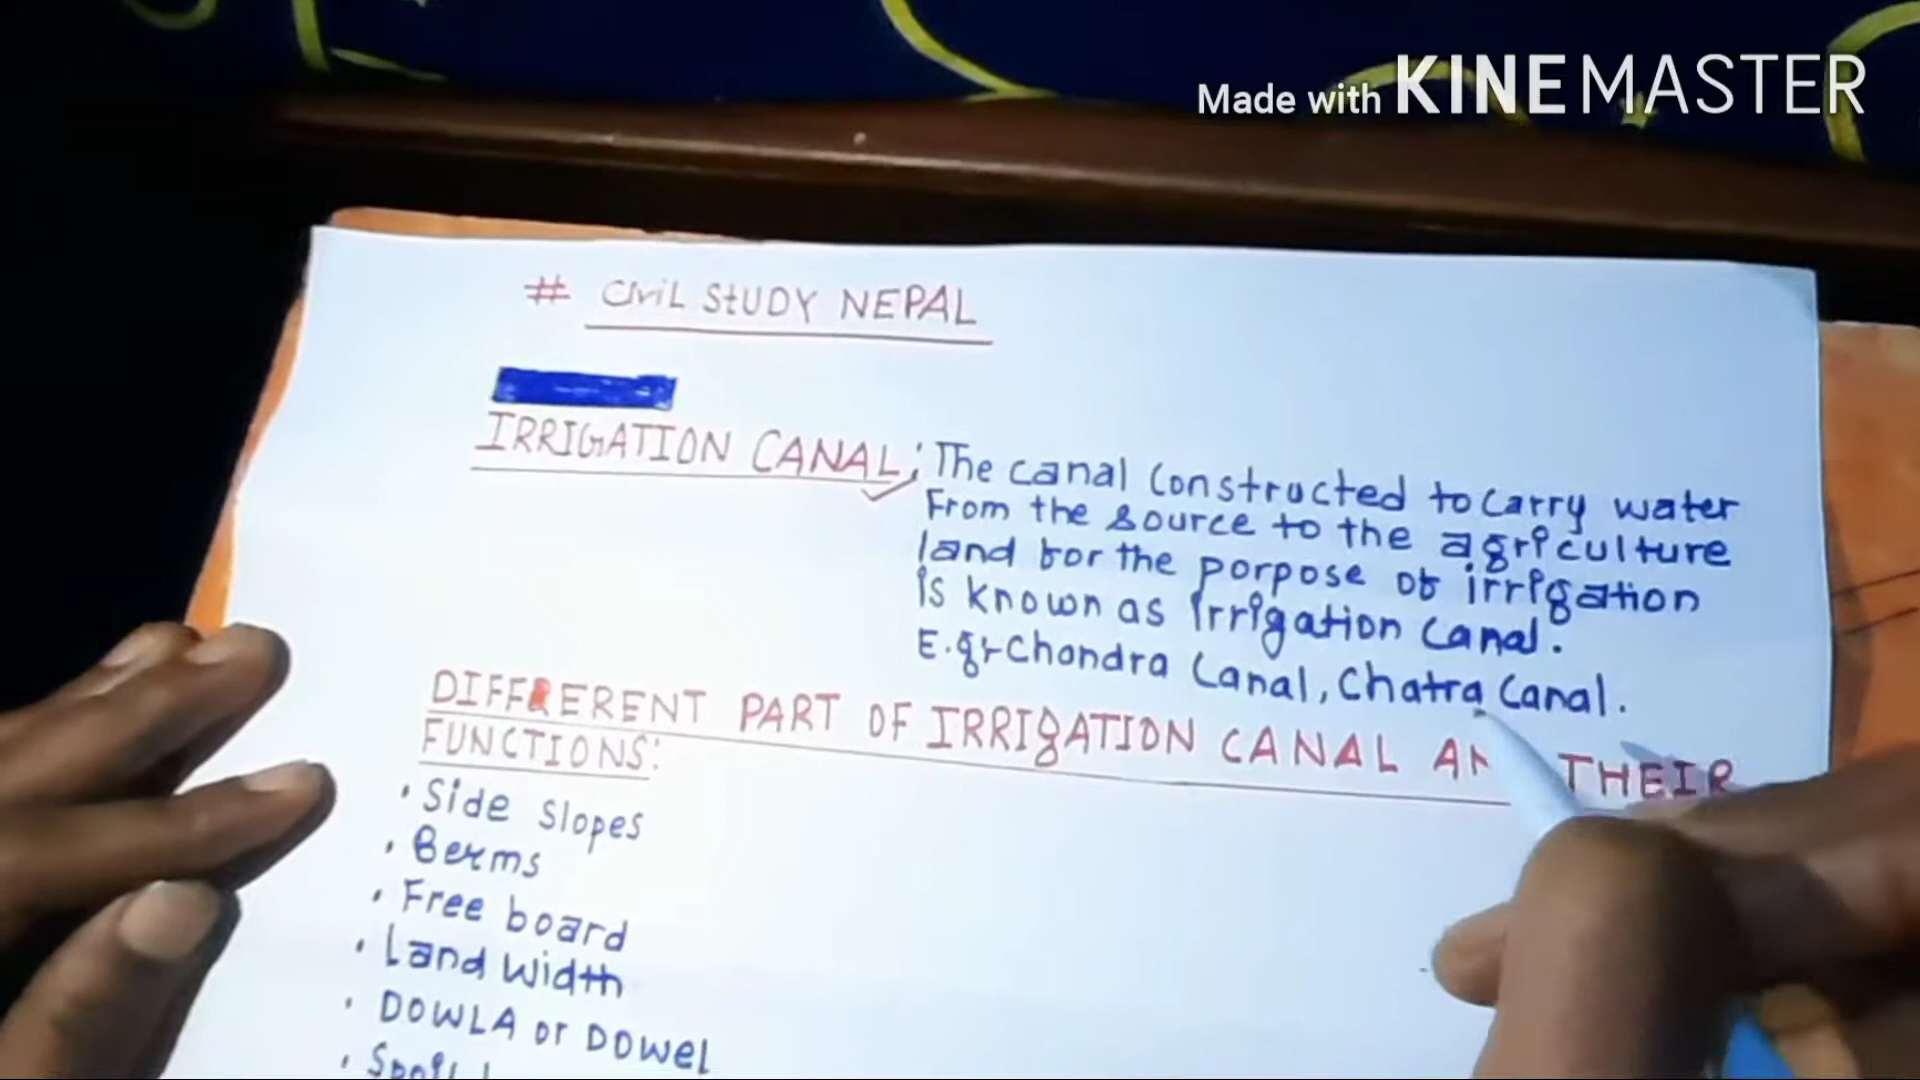 Made with KINEMASTER
# CIVIL STUDY NEPAL
IRRIGATION CANAL: The canal constructed to carry water
From the source to the agriculture
land for the porpose of irrigation
is known as irrigation canal.
E.g:- Chandra Canal, Chatra Canal.
DIFFERENT PART OF IRRIGATION CANAL AND THEIR
FUNCTIONS:
• Side slopes
• Berms
• Free board
• Land Width
• DOWLA or DOWEL